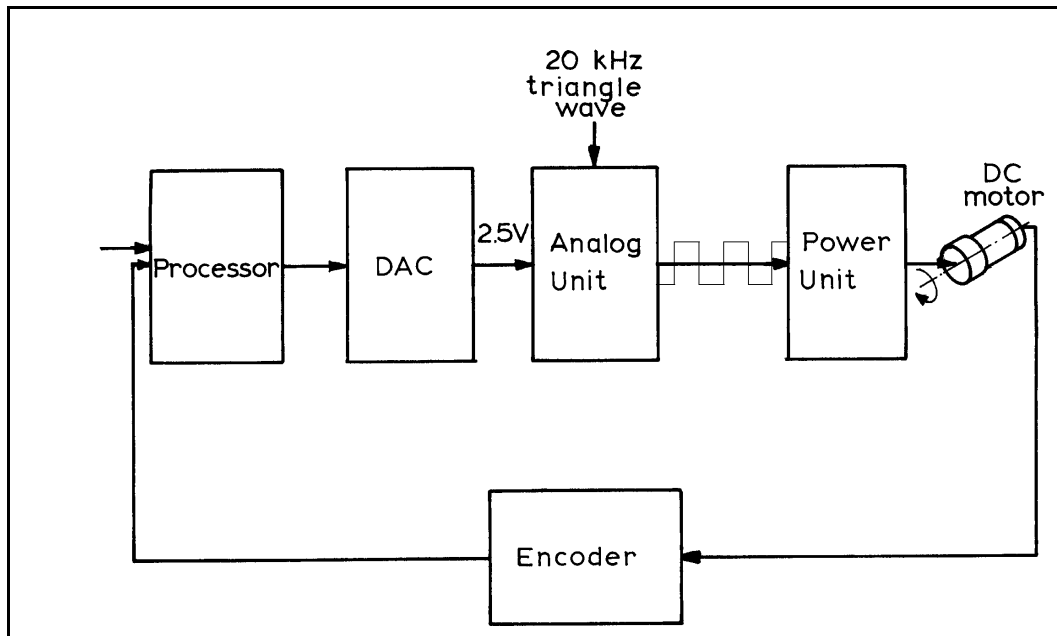 20 kHz
triangle
wave
DC
motor
2.5V
Processor
DAC
Analog
Unit
Power
Unit
Encoder